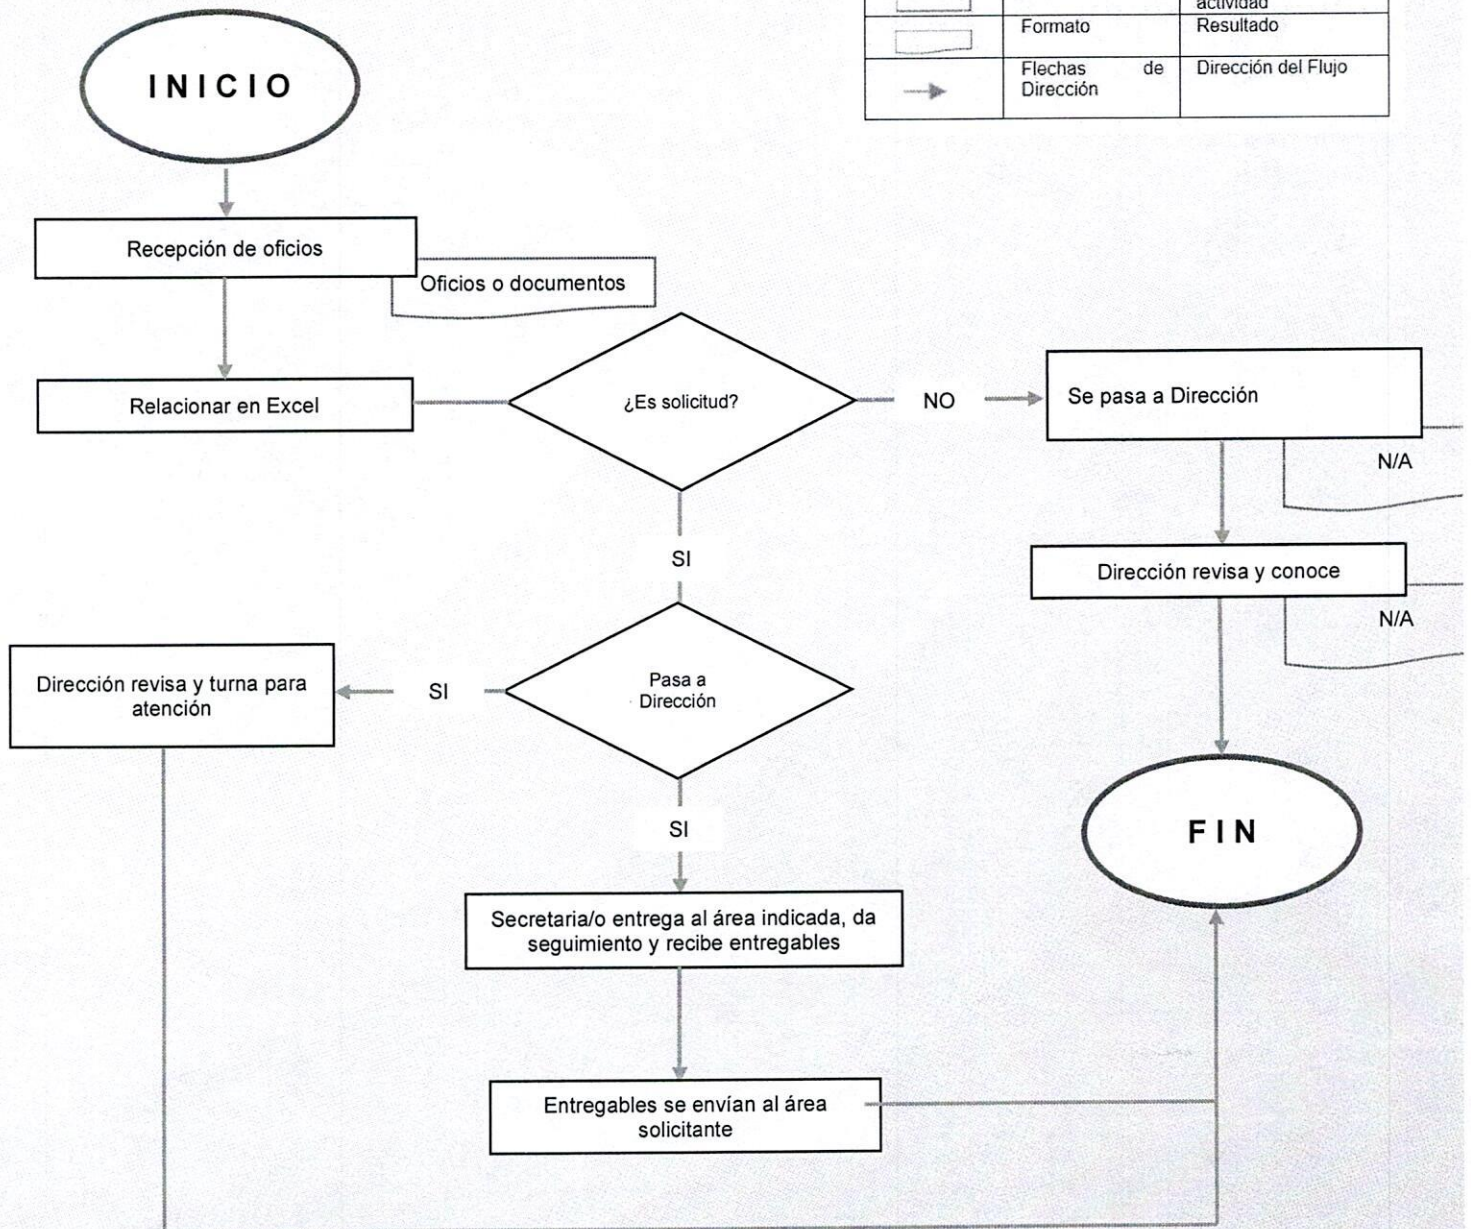 actividad
Formato
Resultado
Flechas de
Dirección
Dirección del Flujo
INICIO
Recepción de oficios
Oficios o documentos
Relacionar en Excel
¿Es solicitud?
NO
Se pasa a Dirección
N/A
SI
Dirección revisa y conoce
N/A
Dirección revisa y turna para
atención
SI
Pasa a
Dirección
SI
FIN
Secretaria/o entrega al área indicada, da
seguimiento y recibe entregables
Entregables se envían al área
solicitante